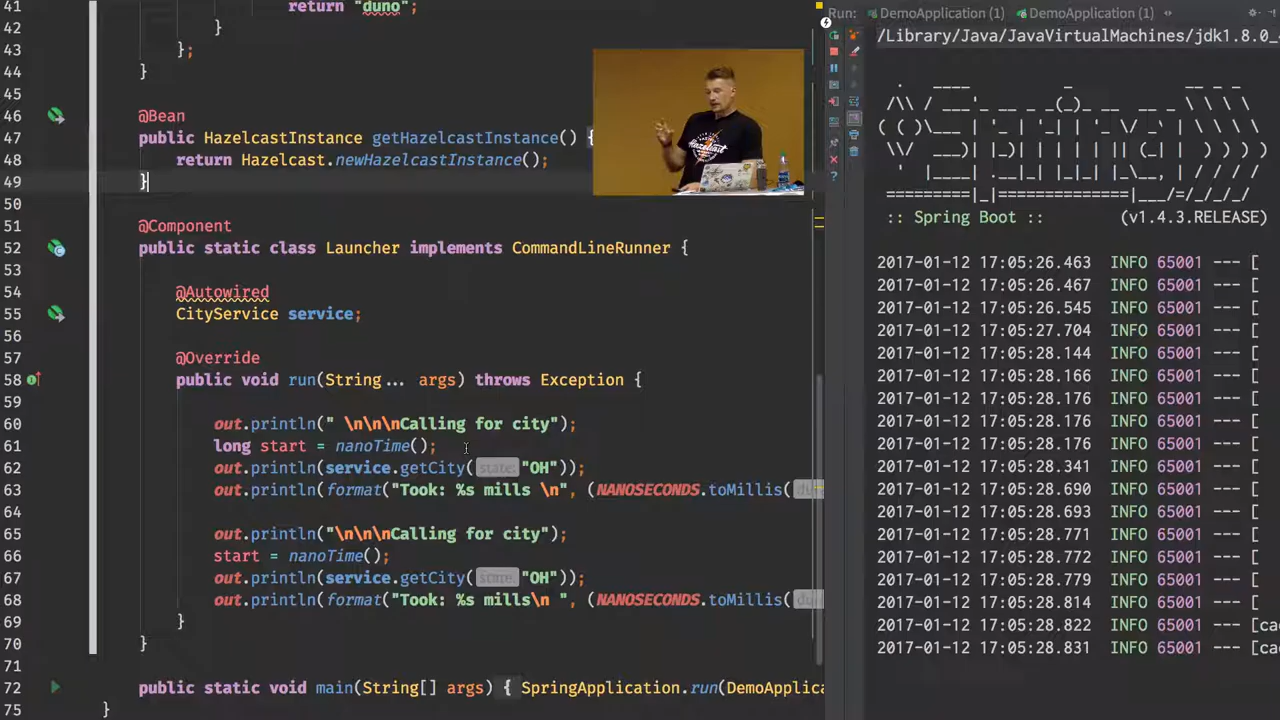 41 return "duno";
42 }
43 };
44 }
45
46 @Bean
47 public HazelcastInstance getHazelcastInstance() {
48 return Hazelcast.newHazelcastInstance();
49 }
50
51 @Component
52 public static class Launcher implements CommandLineRunner {
53
54 @Autowired
55 CityService service;
56
57 @Override
58 public void run(String... args) throws Exception {
59
60 out.println(" \n\n\nCalling for city");
61 long start = nanoTime();
62 out.println(service.getCity( state: "OH"));
63 out.println(format("Took: %s mills \n", (NANOSECONDS.toMillis(
64
65 out.println("\n\n\nCalling for city");
66 start = nanoTime();
67 out.println(service.getCity( state: "OH"));
68 out.println(format("Took: %s mills\n ", (NANOSECONDS.toMillis(
69 }
70 }
71
72 public static void main(String[] args) { SpringApplication.run(DemoApplica
75 }
Hazelcast
Run: DemoApplication (1) DemoApplication (1)
/Library/Java/JavaVirtualMachines/jdk1.8.0_
:: Spring Boot :: (v1.4.3.RELEASE)
2017-01-12 17:05:26.463 INFO 65001 --- [
2017-01-12 17:05:26.467 INFO 65001 --- [
2017-01-12 17:05:26.545 INFO 65001 --- [
2017-01-12 17:05:27.704 INFO 65001 --- [
2017-01-12 17:05:28.144 INFO 65001 --- [
2017-01-12 17:05:28.166 INFO 65001 --- [
2017-01-12 17:05:28.176 INFO 65001 --- [
2017-01-12 17:05:28.176 INFO 65001 --- [
2017-01-12 17:05:28.176 INFO 65001 --- [
2017-01-12 17:05:28.341 INFO 65001 --- [
2017-01-12 17:05:28.690 INFO 65001 --- [
2017-01-12 17:05:28.693 INFO 65001 --- [
2017-01-12 17:05:28.771 INFO 65001 --- [
2017-01-12 17:05:28.772 INFO 65001 --- [
2017-01-12 17:05:28.779 INFO 65001 --- [
2017-01-12 17:05:28.814 INFO 65001 --- [
2017-01-12 17:05:28.822 INFO 65001 --- [cac
2017-01-12 17:05:28.831 INFO 65001 --- [cac